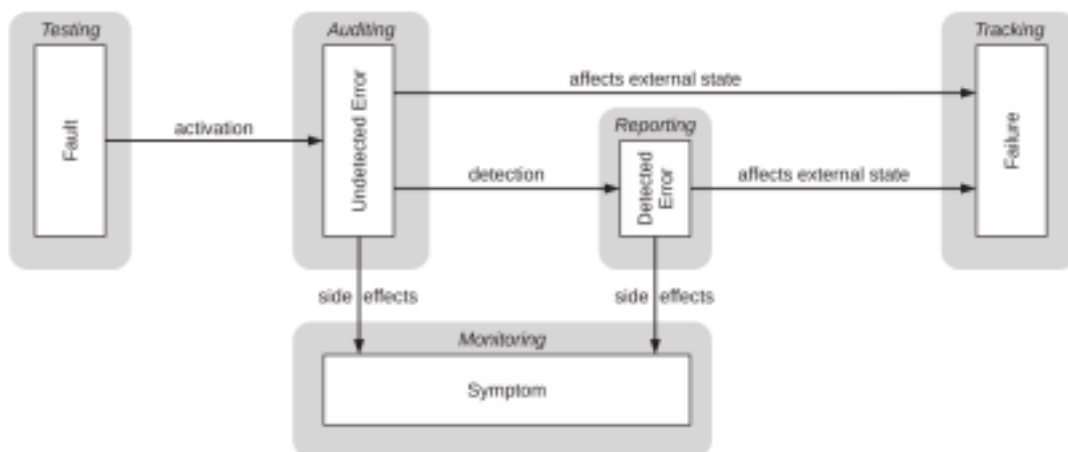 Testing
Auditing
Tracking
Fault
activation
Undetected Error
affects external state
Failure
Reporting
detection
Detected
Error
affects external state
side effects
side effects
Monitoring
Symptom